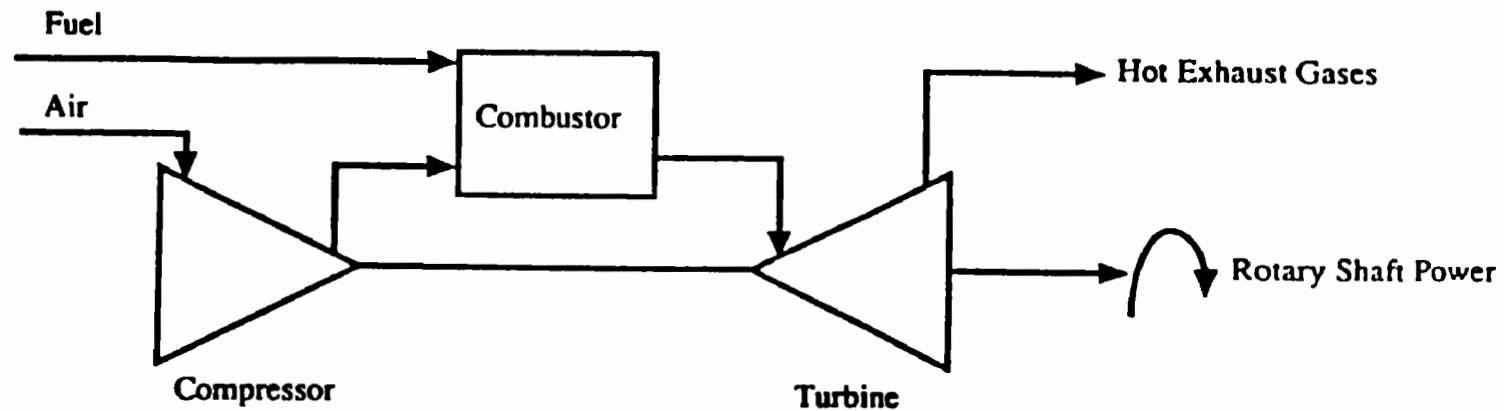 Fuel
Air
Combustor
Hot Exhaust Gases
Rotary Shaft Power
Compressor
Turbine